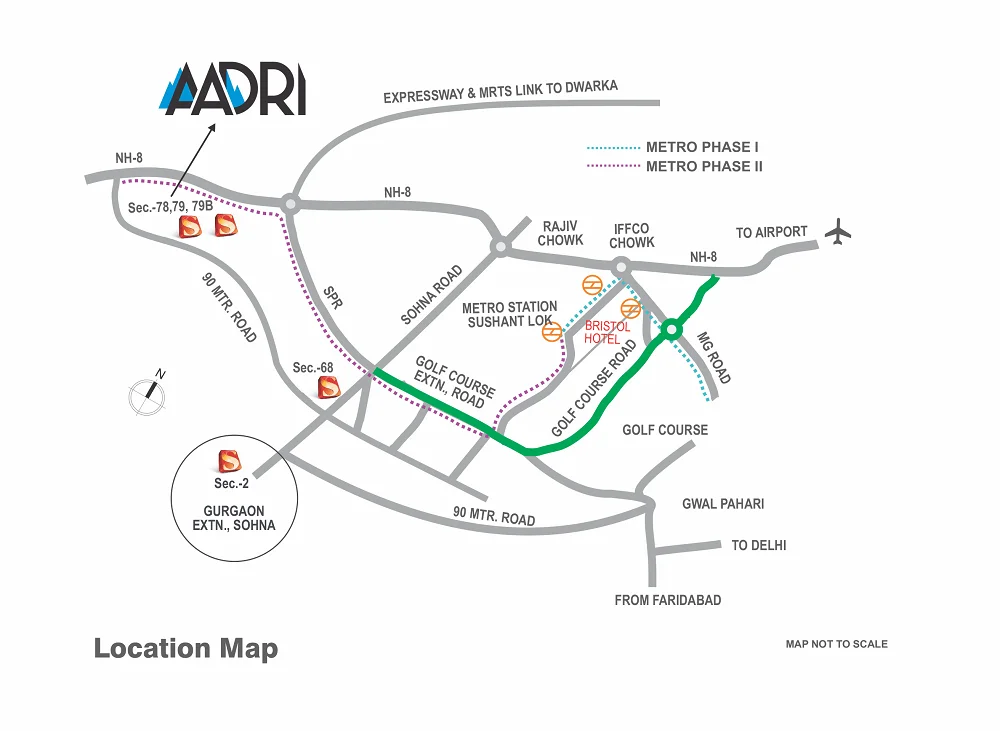 AADRI
EXPRESSWAY & MRTS LINK TO DWARKA
METRO PHASE I
METRO PHASE II
NH-8
NH-8
Sec.-78,79, 79B
RAJIV
CHOWK
IFFCO
CHOWK
TO AIRPORT
NH-8
90 MTR. ROAD
SPR
SOHNA ROAD
METRO STATION
SUSHANT LOK
BRISTOL
HOTEL
MG ROAD
N
Sec.-68
GOLF COURSE
EXTN., ROAD
GOLF COURSE ROAD
GOLF COURSE
S
S
S
S
Sec.-2
GURGAON
EXTN., SOHNA
90 MTR. ROAD
GWAL PAHARI
TO DELHI
FROM FARIDABAD
Location Map
MAP NOT TO SCALE